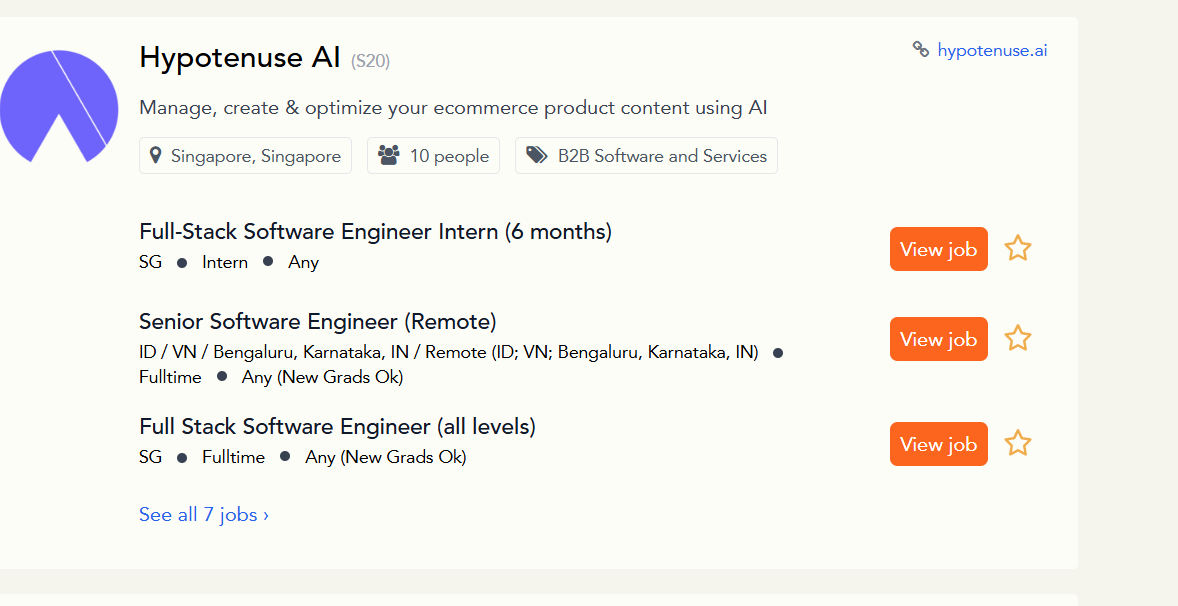 Hypotenuse AI (S20)
hypotenuse.ai
Manage, create & optimize your ecommerce product content using AI
Singapore, Singapore
10 people
B2B Software and Services
Full-Stack Software Engineer Intern (6 months)
SG ● Intern ● Any
View job
Senior Software Engineer (Remote)
ID / VN / Bengaluru, Karnataka, IN / Remote (ID; VN; Bengaluru, Karnataka, IN) ●
Fulltime ● Any (New Grads Ok)
View job
Full Stack Software Engineer (all levels)
SG ● Fulltime ● Any (New Grads Ok)
View job
See all 7 jobs ›